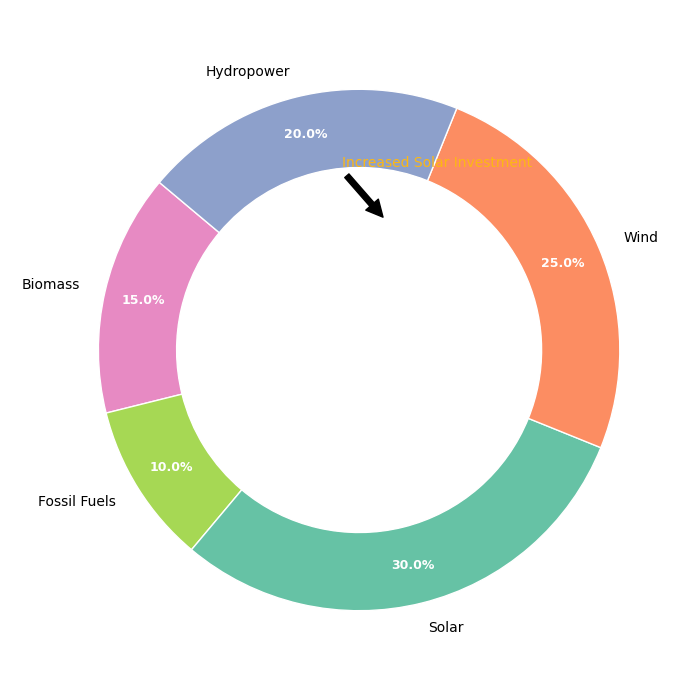 Hydropower
20.0%
Increased Solar Investment
Wind
25.0%
Biomass
15.0%
10.0%
Fossil Fuels
30.0%
Solar